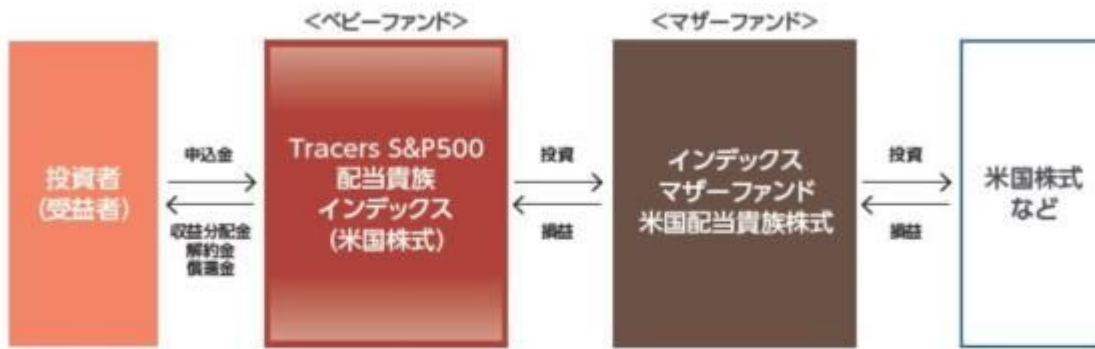 ＜ベビーファンド＞
＜マザーファンド＞
投資者
(受益者)
申込金
収益分配金
解約金
償還金
Tracers S&P500
配当貴族
インデックス
(米国株式)
投資
損益
インデックス
マザーファンド
米国配当貴族株式
投資
損益
米国株式
など